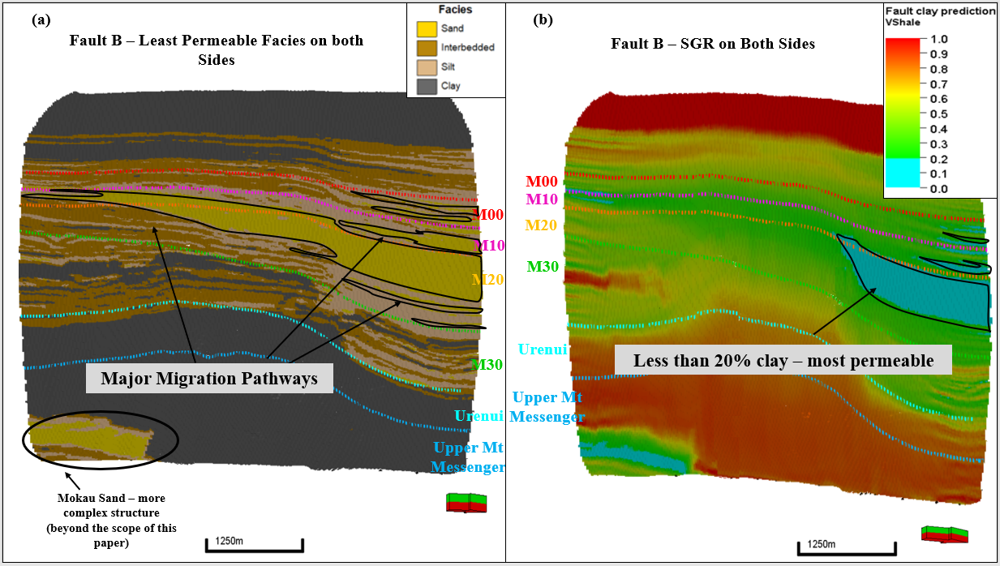 (a)
Fault B – Least Permeable Facies on both
Sides
Facies
Sand
Interbedded
Silt
Clay
M00
M10
M20
M30
Urenui
Upper Mt
Messenger
Major Migration Pathways
Mokau Sand – more
complex structure
(beyond the scope of this
paper)
1250m
(b)
Fault B – SGR on Both Sides
Fault clay prediction
VShale
1.0
0.9
0.8
0.7
0.6
0.5
0.4
0.3
0.2
0.1
0.0
M00
M10
M20
M30
Urenui
Upper Mt
Messenger
Less than 20% clay – most permeable
1250m